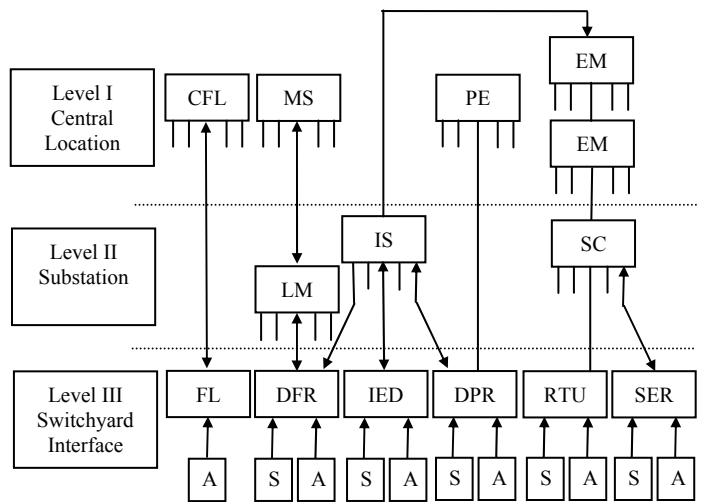 EM
Level I
Central
Location
CFL
MS
PE
EM
Level II
Substation
IS
SC
LM
Level III
Switchyard
Interface
FL
DFR
IED
DPR
RTU
SER
A
S
A
S
A
S
A
S
A
S
A